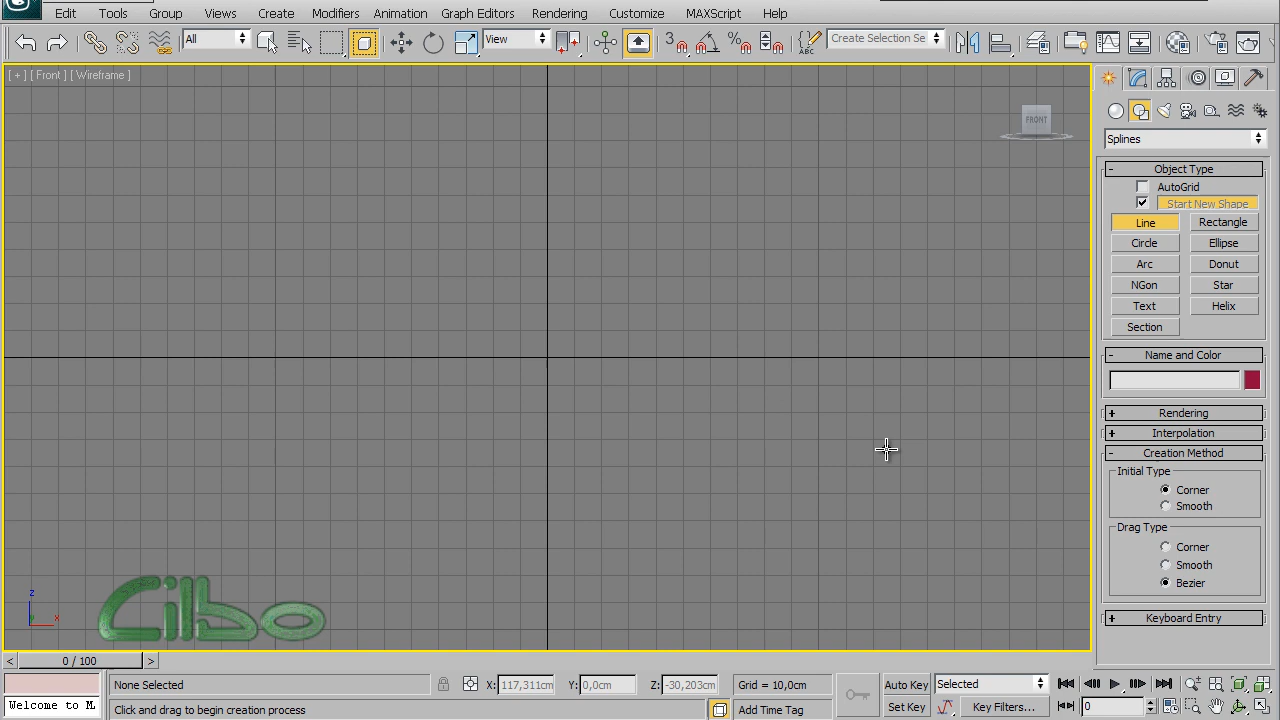 Edit Tools Group Views Create Modifiers Animation Graph Editors Rendering Customize MAXScript Help
All View 3 % ABC Create Selection Se
[ + ] [ Front ] [ Wireframe ]
FRONT
Splines
- Object Type
AutoGrid
Start New Shape
Line Rectangle
Circle Ellipse
Arc Donut
NGon Star
Text Helix
Section
- Name and Color
+ Rendering
+ Interpolation
- Creation Method
Initial Type
Corner
Smooth
Drag Type
Corner
Smooth
Bezier
+ Keyboard Entry
z
x
Cilbo
< 0 / 100 >
None Selected X: 117,311cm Y: 0,0cm Z: -30,203cm Grid = 10,0cm Auto Key Selected
Welcome to M. Click and drag to begin creation process Add Time Tag Set Key Key Filters... 0